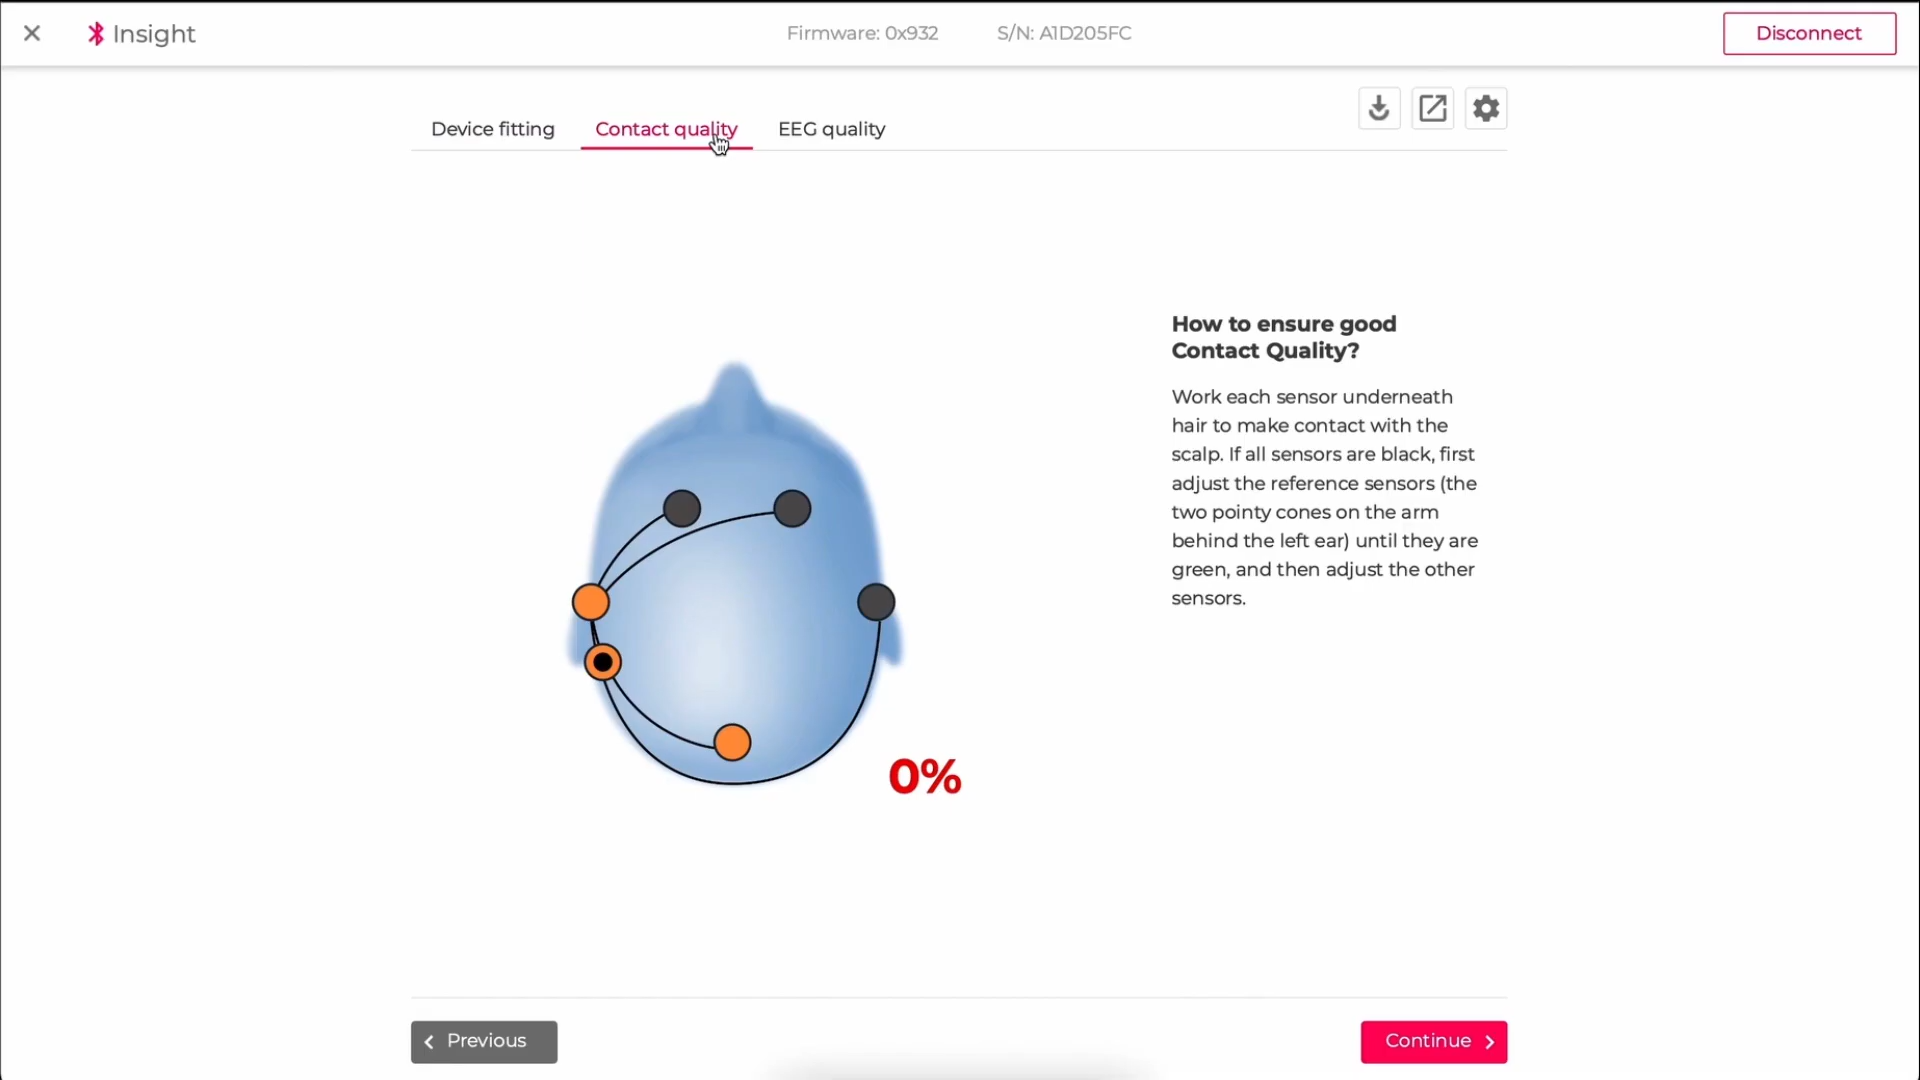 Insight
Firmware: 0x932
S/N: A1D205FC
Disconnect
Device fitting
Contact quality
EEG quality
How to ensure good
Contact Quality?
Work each sensor underneath
hair to make contact with the
scalp. If all sensors are black, first
adjust the reference sensors (the
two pointy cones on the arm
behind the left ear) until they are
green, and then adjust the other
sensors.
0%
Previous
Continue